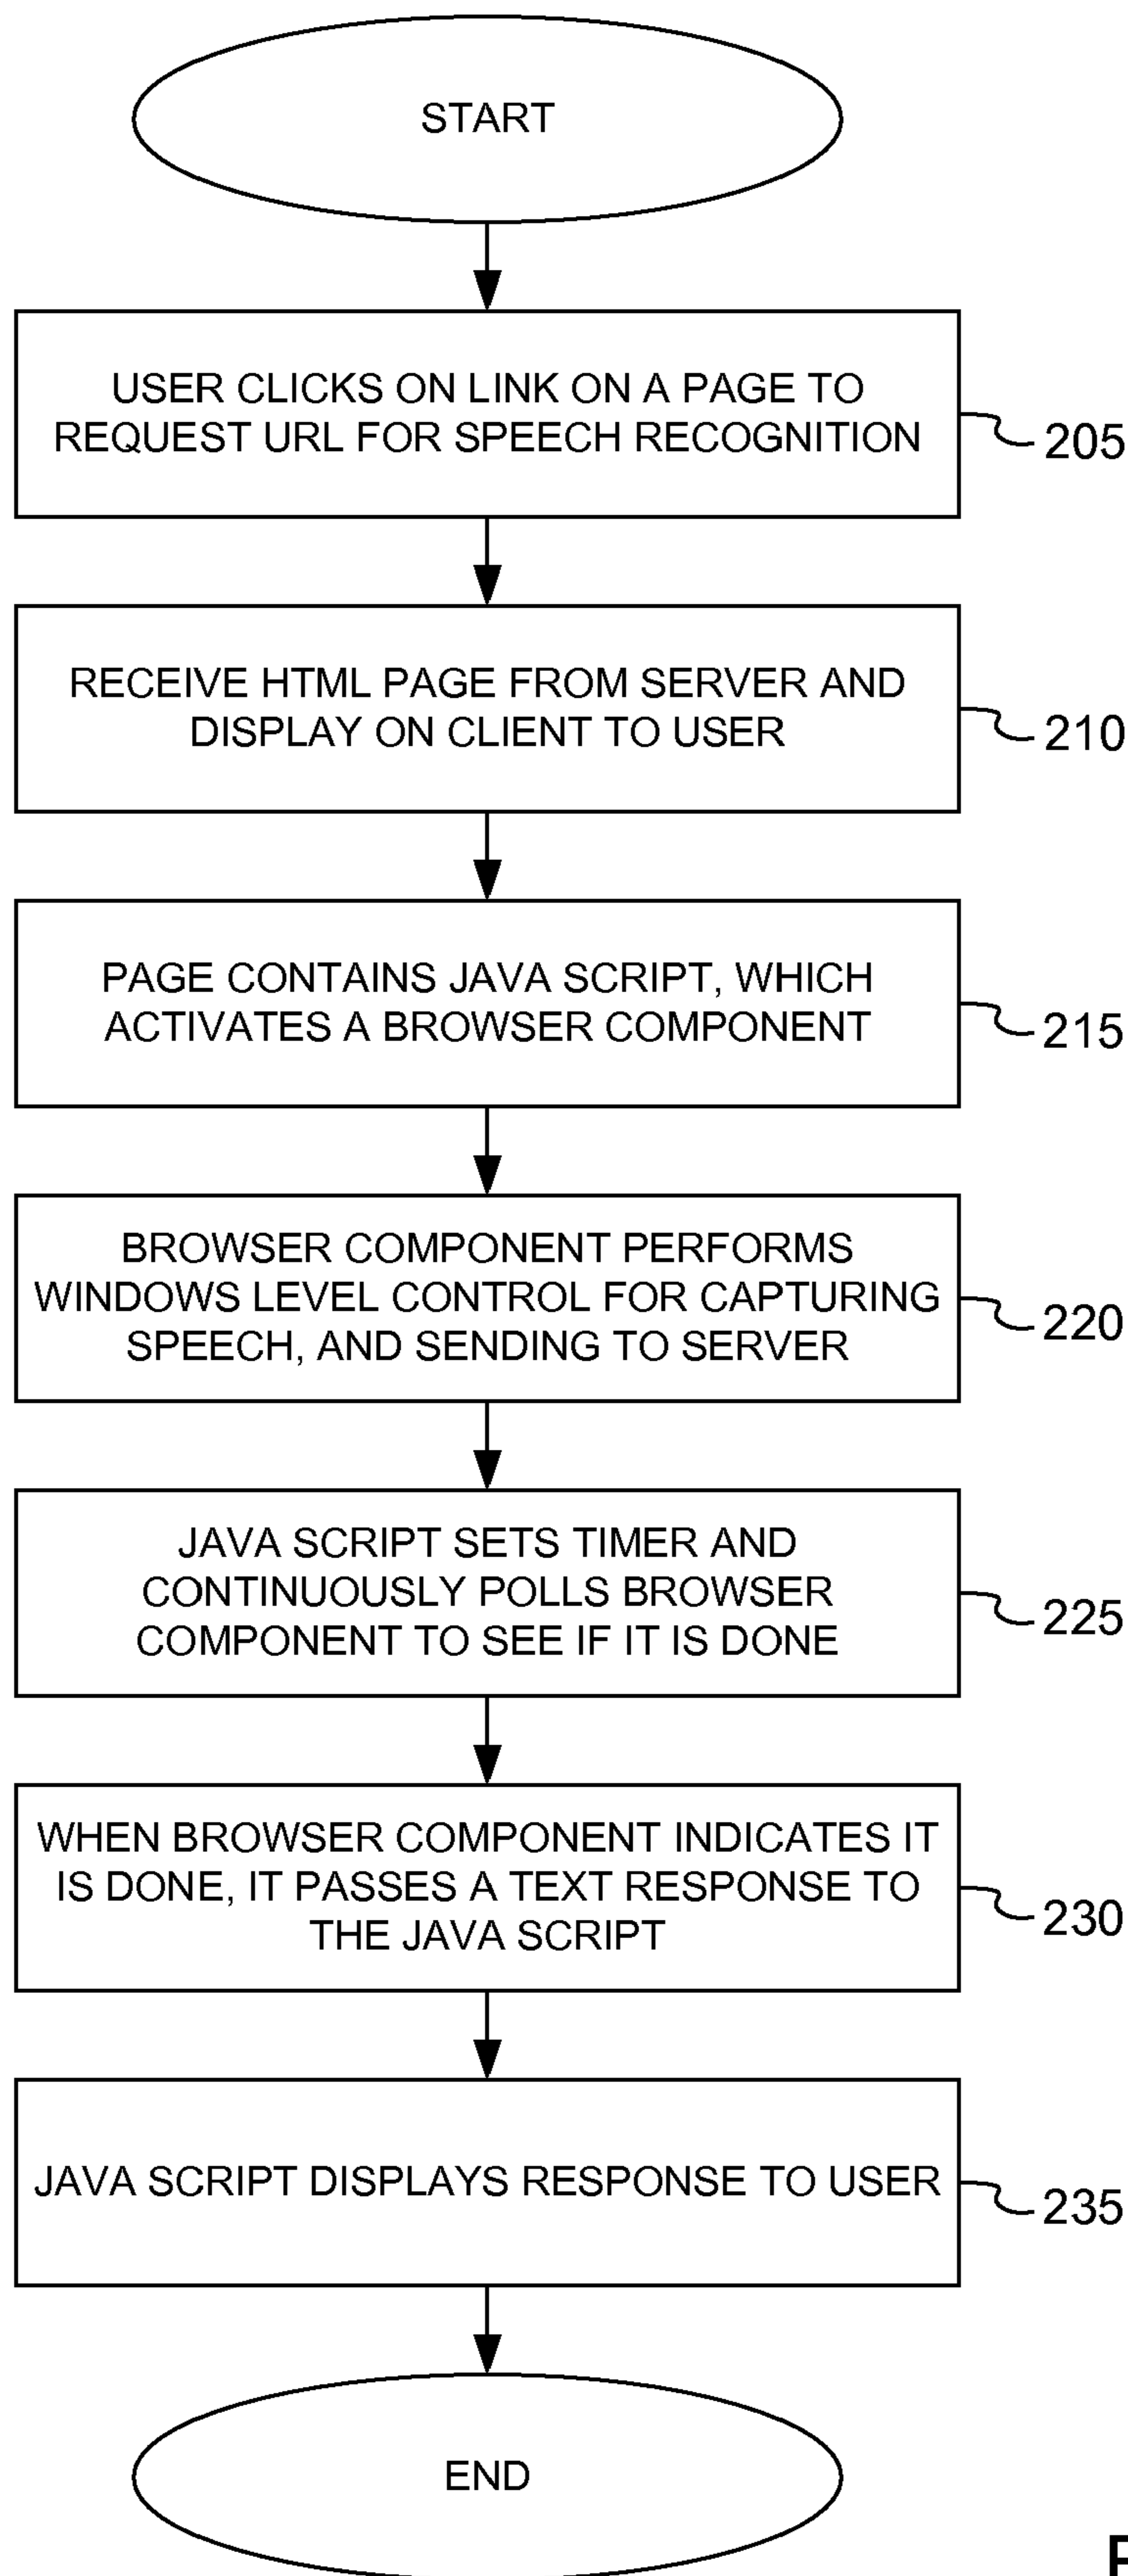 START
USER CLICKS ON LINK ON A PAGE TO
REQUEST URL FOR SPEECH RECOGNITION
205
RECEIVE HTML PAGE FROM SERVER AND
DISPLAY ON CLIENT TO USER
210
PAGE CONTAINS JAVA SCRIPT, WHICH
ACTIVATES A BROWSER COMPONENT
215
BROWSER COMPONENT PERFORMS
WINDOWS LEVEL CONTROL FOR CAPTURING
SPEECH, AND SENDING TO SERVER
220
JAVA SCRIPT SETS TIMER AND
CONTINUOUSLY POLLS BROWSER
COMPONENT TO SEE IF IT IS DONE
225
WHEN BROWSER COMPONENT INDICATES IT
IS DONE, IT PASSES A TEXT RESPONSE TO
THE JAVA SCRIPT
230
JAVA SCRIPT DISPLAYS RESPONSE TO USER
235
END